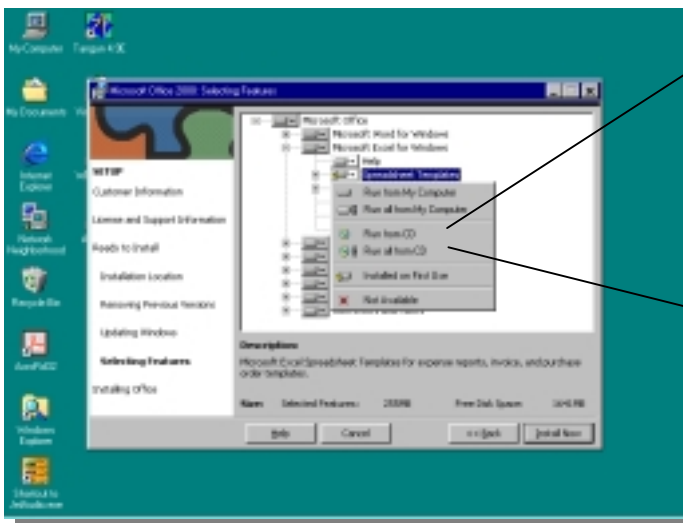 My Computer
My Documents
Internet
Explorer
Network
Neighborhood
Recycle Bin
Windows
Explorer
Shortcut to
Microsoft Office 2000: Selecting Features
SETUP
Customer Information
License and Support Information
Ready to Install
Installation Location
Removing Previous Versions
Updating Windows
Selecting Features
Installing Office
Microsoft Office
Microsoft Word for Windows
Microsoft Excel for Windows
Help
Spreadsheet Templates
Run from My Computer
Run all from My Computer
Run from CD
Run all from CD
Installed on First Use
Not Available
Description:
Microsoft Excel Spreadsheet Templates for expense reports, invoice, and purchase
order templates.
Size: Selected Features: Free Disk Space:
Help Cancel << Back Install Now